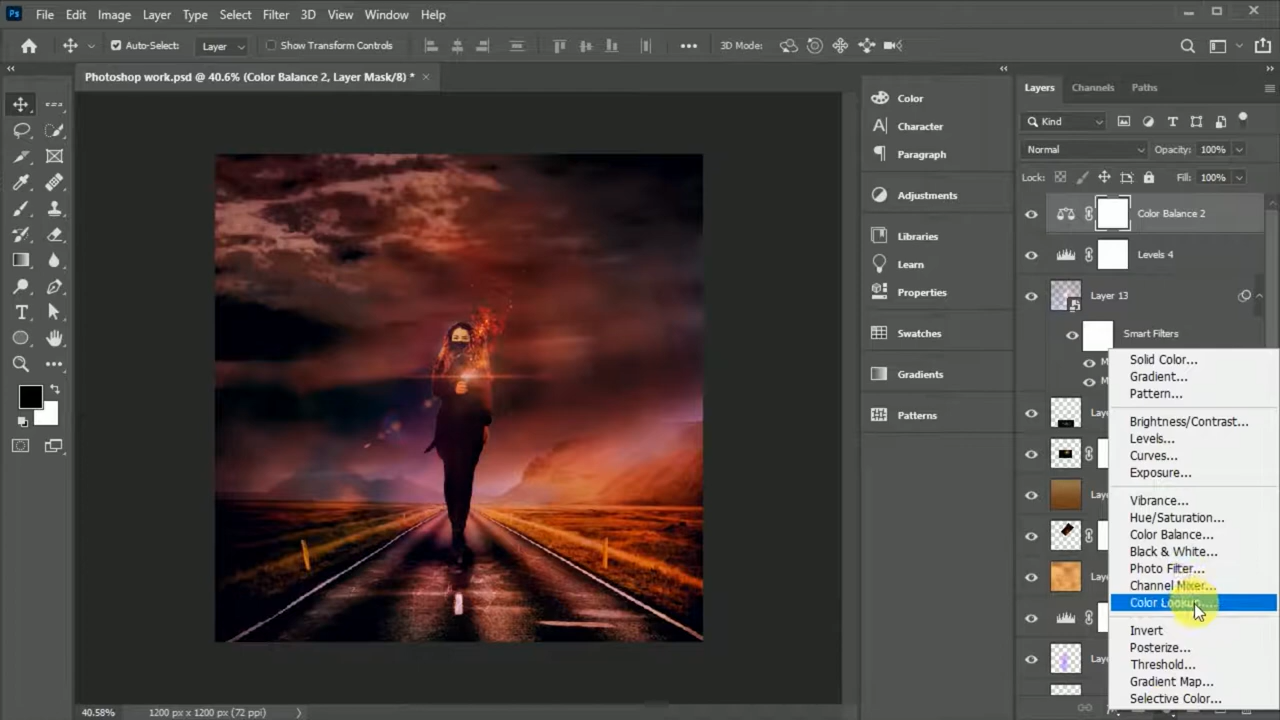 Ps File Edit Image Layer Type Select Filter 3D View Window Help
Auto-Select: Layer Show Transform Controls 3D Mode:
Photoshop work.psd @ 40.6% (Color Balance 2, Layer Mask/8) *
Color
Character
Paragraph
Adjustments
Libraries
Learn
Properties
Swatches
Gradients
Patterns
Layers Channels Paths
Kind
Normal Opacity: 100%
Lock: Fill: 100%
Color Balance 2
Levels 4
Layer 13
Smart Filters
Solid Color...
Gradient...
Pattern...
Brightness/Contrast...
Levels...
Curves...
Exposure...
Vibrance...
Hue/Saturation...
Color Balance...
Black & White...
Photo Filter...
Channel Mixer...
Color Lookup...
Invert
Posterize...
Threshold...
Gradient Map...
Selective Color...
40.58% 1200 px x 1200 px (72 ppi)